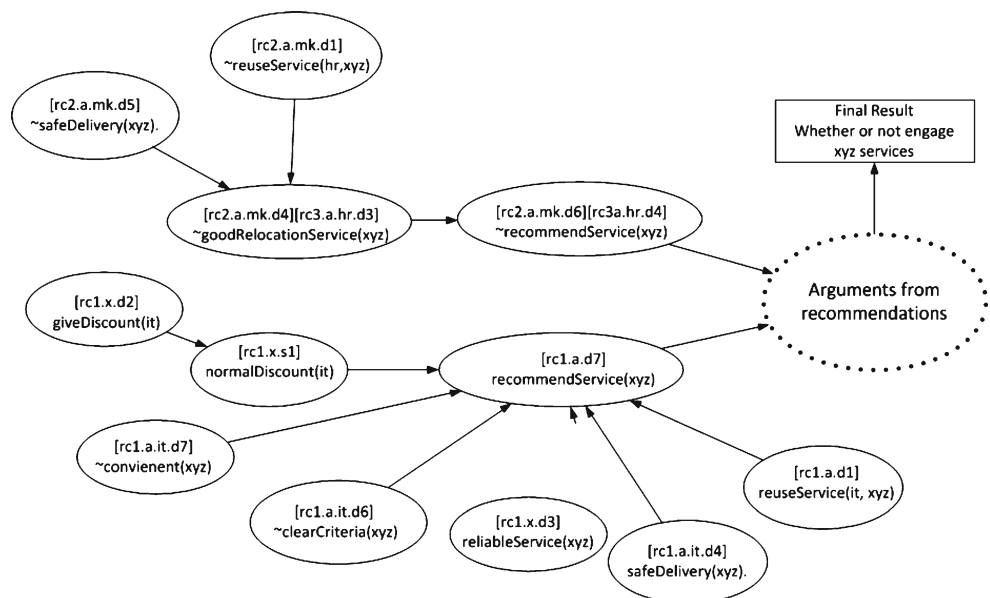 [rc2.a.mk.d1]
~reuseService(hr,xyz)
[rc2.a.mk.d5]
~safeDelivery(xyz).
Final Result
Whether or not engage
xyz services
[rc2.a.mk.d4][rc3.a.hr.d3]
~goodRelocationService(xyz)
[rc2.a.mk.d6][rc3a.hr.d4]
~recommendService(xyz)
Arguments from
recommendations
[rc1.x.d2]
giveDiscount(it)
[rc1.x.s1]
normalDiscount(it)
[rc1.a.d7]
recommendService(xyz)
[rc1.a.it.d7]
~convienent(xyz)
[rc1.a.d1]
reuseService(it, xyz)
[rc1.a.it.d6]
~clearCriteria(xyz)
[rc1.x.d3]
reliableService(xyz)
[rc1.a.it.d4]
safeDelivery(xyz).